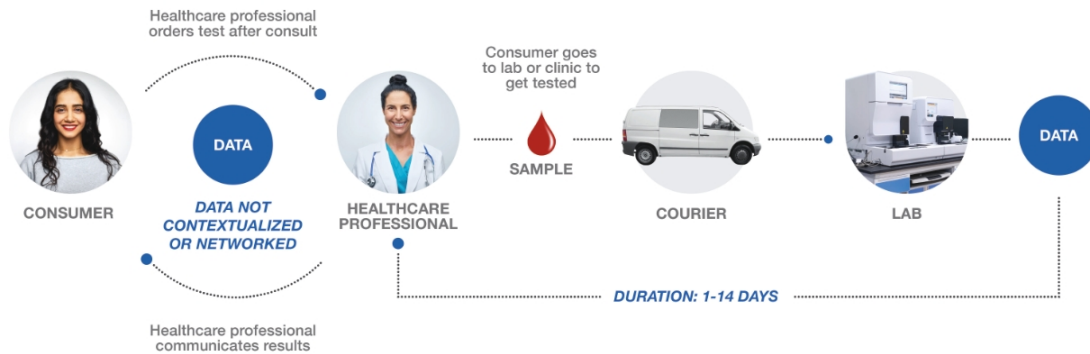 Healthcare professional
orders test after consult
Consumer goes
to lab or clinic to
get tested
DATA
DATA
SAMPLE
CONSUMER
DATA NOT
CONTEXTUALIZED
OR NETWORKED
HEALTHCARE
PROFESSIONAL
COURIER
LAB
DURATION: 1-14 DAYS
Healthcare professional
communicates results